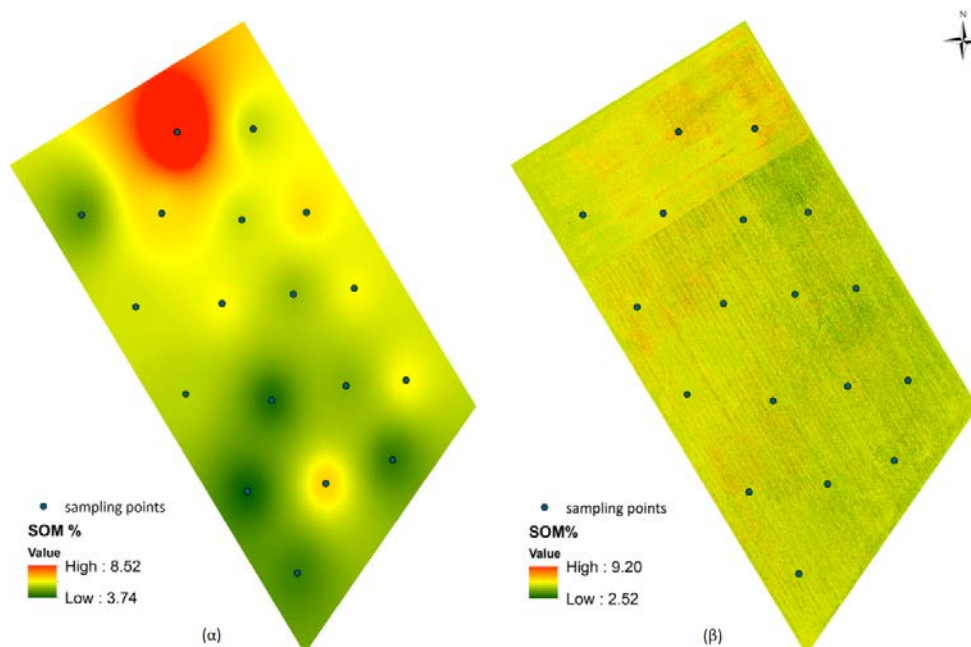 N
sampling points
SOM %
Value
High : 8.52
Low : 3.74
(α)
sampling points
SOM%
Value
High : 9.20
Low : 2.52
(β)